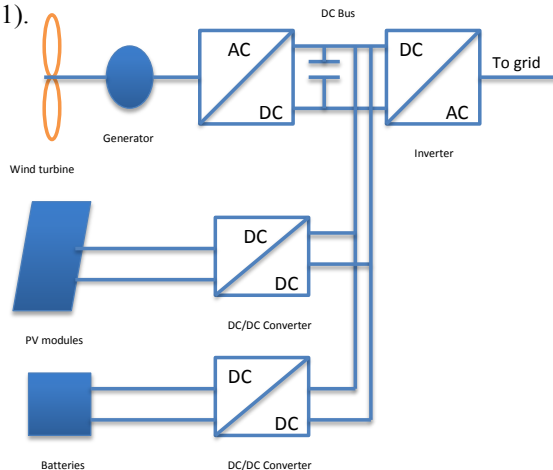 1).
DC Bus
AC
DC
DC
AC
To grid
Generator
Inverter
Wind turbine
DC
DC
PV modules
DC/DC Converter
DC
DC
Batteries
DC/DC Converter